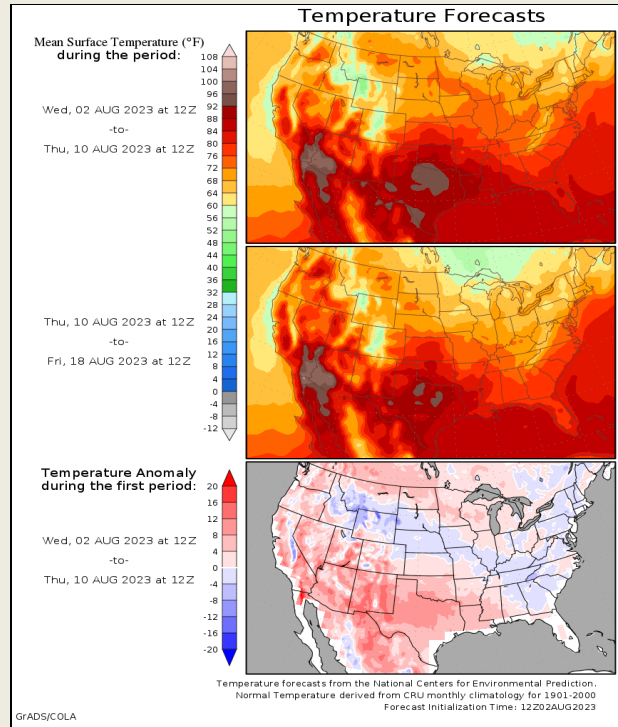 Temperature Forecasts
Mean Surface Temperature (°F)
during the period:
108
104
100
96
92
88
84
80
76
72
68
64
60
56
52
48
44
40
36
32
28
24
20
16
12
8
4
0
-4
-8
-12
Wed, 02 AUG 2023 at 12Z
-to-
Thu, 10 AUG 2023 at 12Z
Thu, 10 AUG 2023 at 12Z
-to-
Fri, 18 AUG 2023 at 12Z
Temperature Anomaly
during the first period:
20
16
12
8
4
0
-4
-8
-12
-16
-20
Wed, 02 AUG 2023 at 12Z
-to-
Thu, 10 AUG 2023 at 12Z
Temperature forecasts from the National Centers for Environmental Prediction.
Normal Temperature derived from CRU monthly climatology for 1901-2000
Forecast Initialization Time: 12Z02AUG2023
GrADS/COLA